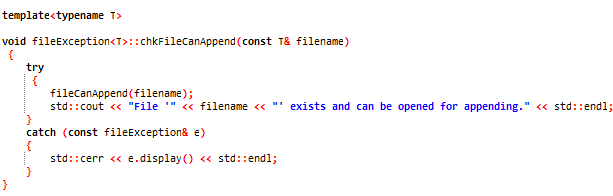 template<typename T>
void fileException<T>::chkFileCanAppend(const T& filename)
{
try
{
fileCanAppend(filename);
std::cout << "File '" << filename << "' exists and can be opened for appending." << std::endl;
}
catch (const fileException& e)
{
std::cerr << e.display() << std::endl;
}
}